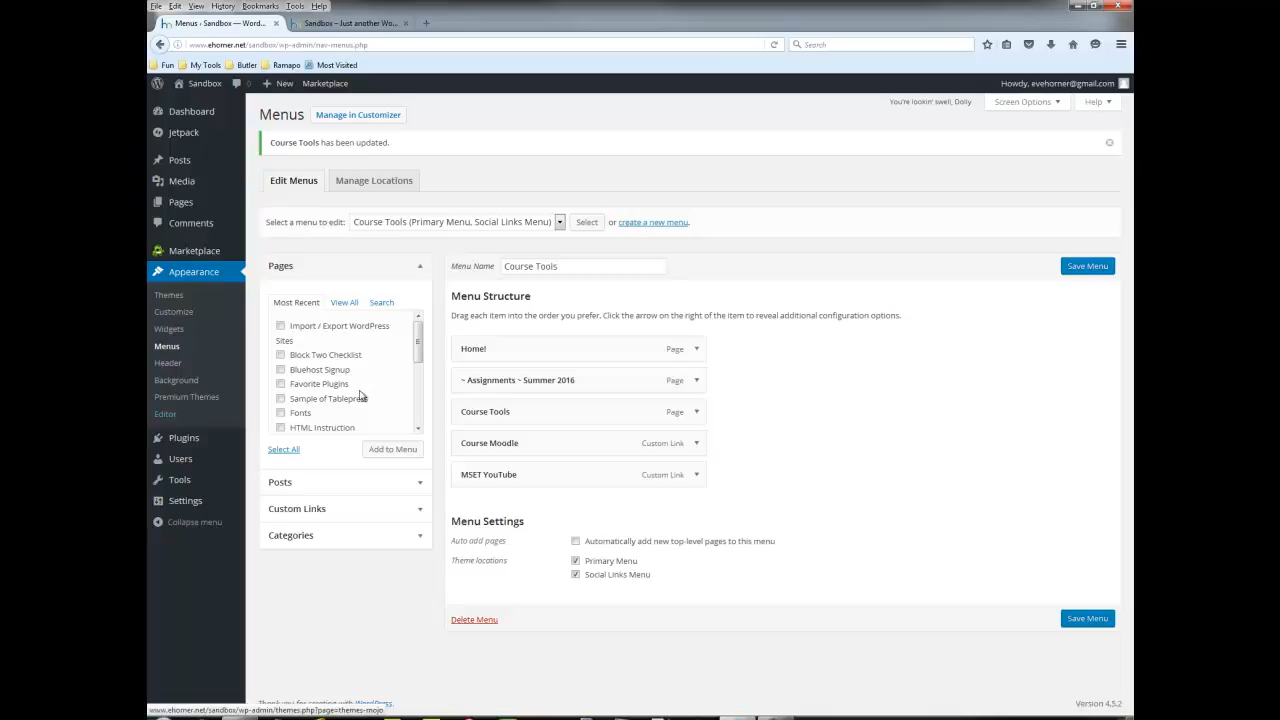 File Edit View History Bookmarks Tools Help
Menus ‹ Sandbox — Word... × Sandbox – Just another Wo... × +
www.ehorner.net/sandbox/wp-admin/nav-menus.php Search
Fun My Tools Butler Ramapo Most Visited
Sandbox 0 + New Marketplace Howdy, evehorner@gmail.com
You're lookin' swell, Dolly Screen Options Help
Dashboard
Jetpack
Posts
Media
Pages
Comments
Marketplace
Appearance
Themes
Customize
Widgets
Menus
Header
Background
Premium Themes
Editor
Plugins
Users
Tools
Settings
Collapse menu
Menus Manage in Customizer
Course Tools has been updated.
Edit Menus Manage Locations
Select a menu to edit: Course Tools (Primary Menu, Social Links Menu) Select or create a new menu.
Pages
Most Recent View All Search
Import / Export WordPress
Sites
Block Two Checklist
Bluehost Signup
Favorite Plugins
Sample of Tablepress
Fonts
HTML Instruction
Select All Add to Menu
Posts
Custom Links
Categories
Menu Name Course Tools Save Menu
Menu Structure
Drag each item into the order you prefer. Click the arrow on the right of the item to reveal additional configuration options.
Home! Page
~ Assignments ~ Summer 2016 Page
Course Tools Page
Course Moodle Custom Link
MSET YouTube Custom Link
Menu Settings
Auto add pages Automatically add new top-level pages to this menu
Theme locations Primary Menu
Social Links Menu
Delete Menu Save Menu
Thank you for creating with WordPress. Version 4.5.2
www.ehorner.net/sandbox/wp-admin/themes.php?page=themes-mojo